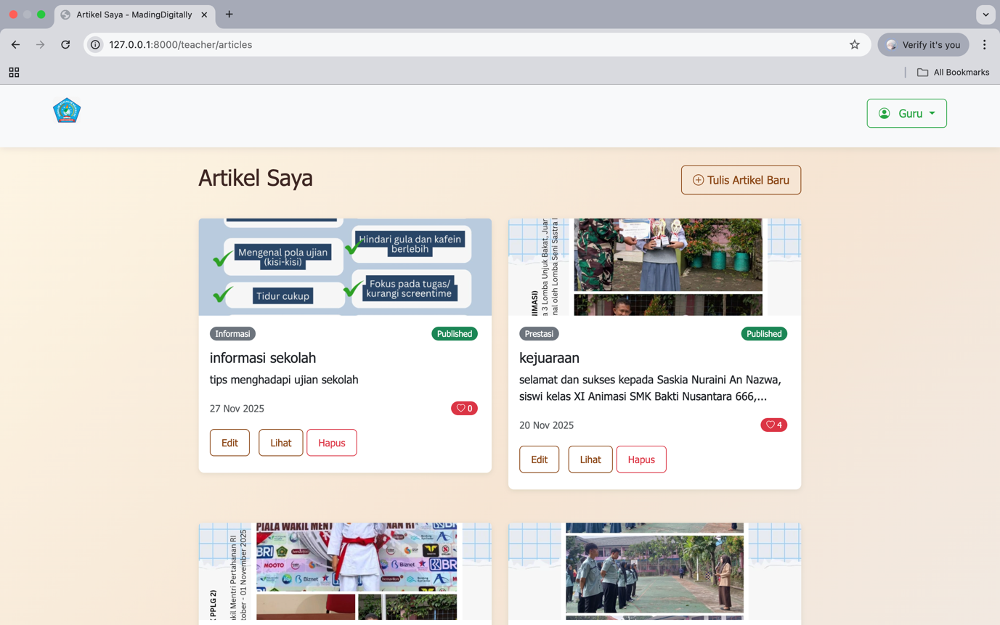 Artikel Saya - MadingDigitally
127.0.0.1:8000/teacher/articles
Verify it's you
All Bookmarks
Guru
Artikel Saya
Tulis Artikel Baru
Mengenal pola ujian
(kisi-kisi)
Tidur cukup
Hindari gula dan kafein
berlebih
Fokus pada tugas/
kurangi screentime
Informasi
Published
informasi sekolah
tips menghadapi ujian sekolah
27 Nov 2025
0
Edit
Lihat
Hapus
a 3 Lomba Unjuk Bakat, Juar
nal oleh Lomba Seni Sastra
Prestasi
Published
kejuaraan
selamat dan sukses kepada Saskia Nuraini An Nazwa,
siswi kelas XI Animasi SMK Bakti Nusantara 666,...
20 Nov 2025
4
Edit
Lihat
Hapus
PPLG 2)
kil Mentri Pertahanan RI
tober - 01 November 2025
PIALA WAKIL MENT NAN RI
BRI
MOOTO
Biznet
BRI
Biznet